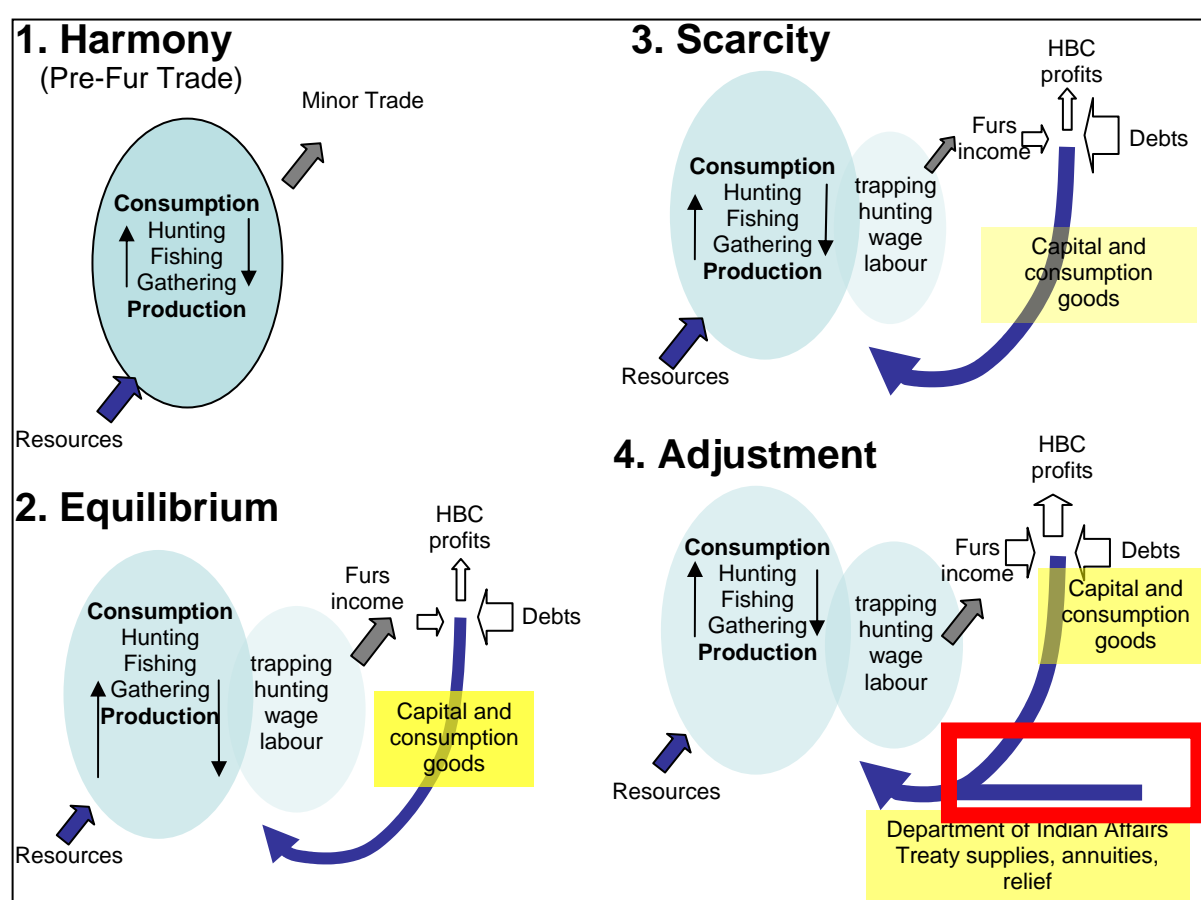 1. Harmony
(Pre-Fur Trade)
Minor Trade
Consumption
Hunting
Fishing
Gathering
Production
Resources
2. Equilibrium
HBC
profits
Furs
income
Debts
Consumption
Hunting
Fishing
Gathering
Production
trapping
hunting
wage
labour
Capital and
consumption
goods
Resources
3. Scarcity
HBC
profits
Furs
income
Debts
Consumption
Hunting
Fishing
Gathering
Production
trapping
hunting
wage
labour
Capital and
consumption
goods
Resources
4. Adjustment
HBC
profits
Furs
income
Debts
Consumption
Hunting
Fishing
Gathering
Production
trapping
hunting
wage
labour
Capital and
consumption
goods
Resources
Department of Indian Affairs
Treaty supplies, annuities,
relief